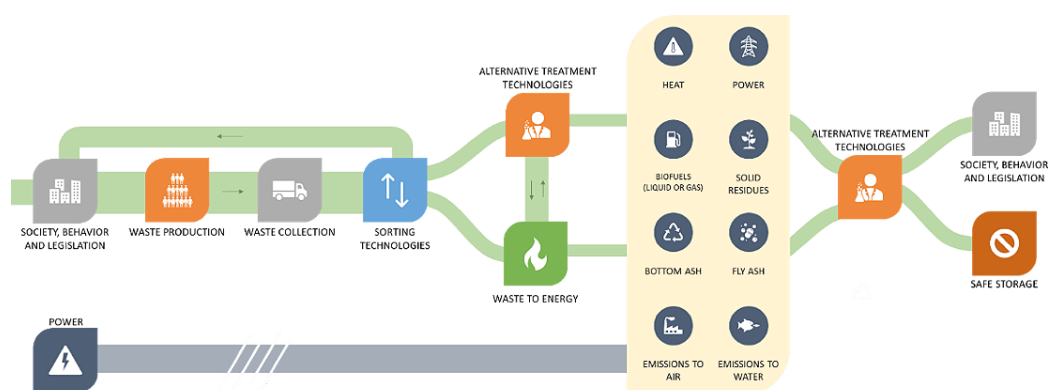 SOCIETY, BEHAVIOR
AND LEGISLATION
WASTE PRODUCTION
WASTE COLLECTION
SORTING
TECHNOLOGIES
ALTERNATIVE TREATMENT
TECHNOLOGIES
WASTE TO ENERGY
HEAT
POWER
BIOFUELS
(LIQUID OR GAS)
SOLID
RESIDUES
BOTTOM ASH
FLY ASH
EMISSIONS TO
AIR
EMISSIONS TO
WATER
ALTERNATIVE TREATMENT
TECHNOLOGIES
SOCIETY, BEHAVIOR
AND LEGISLATION
SAFE STORAGE
POWER